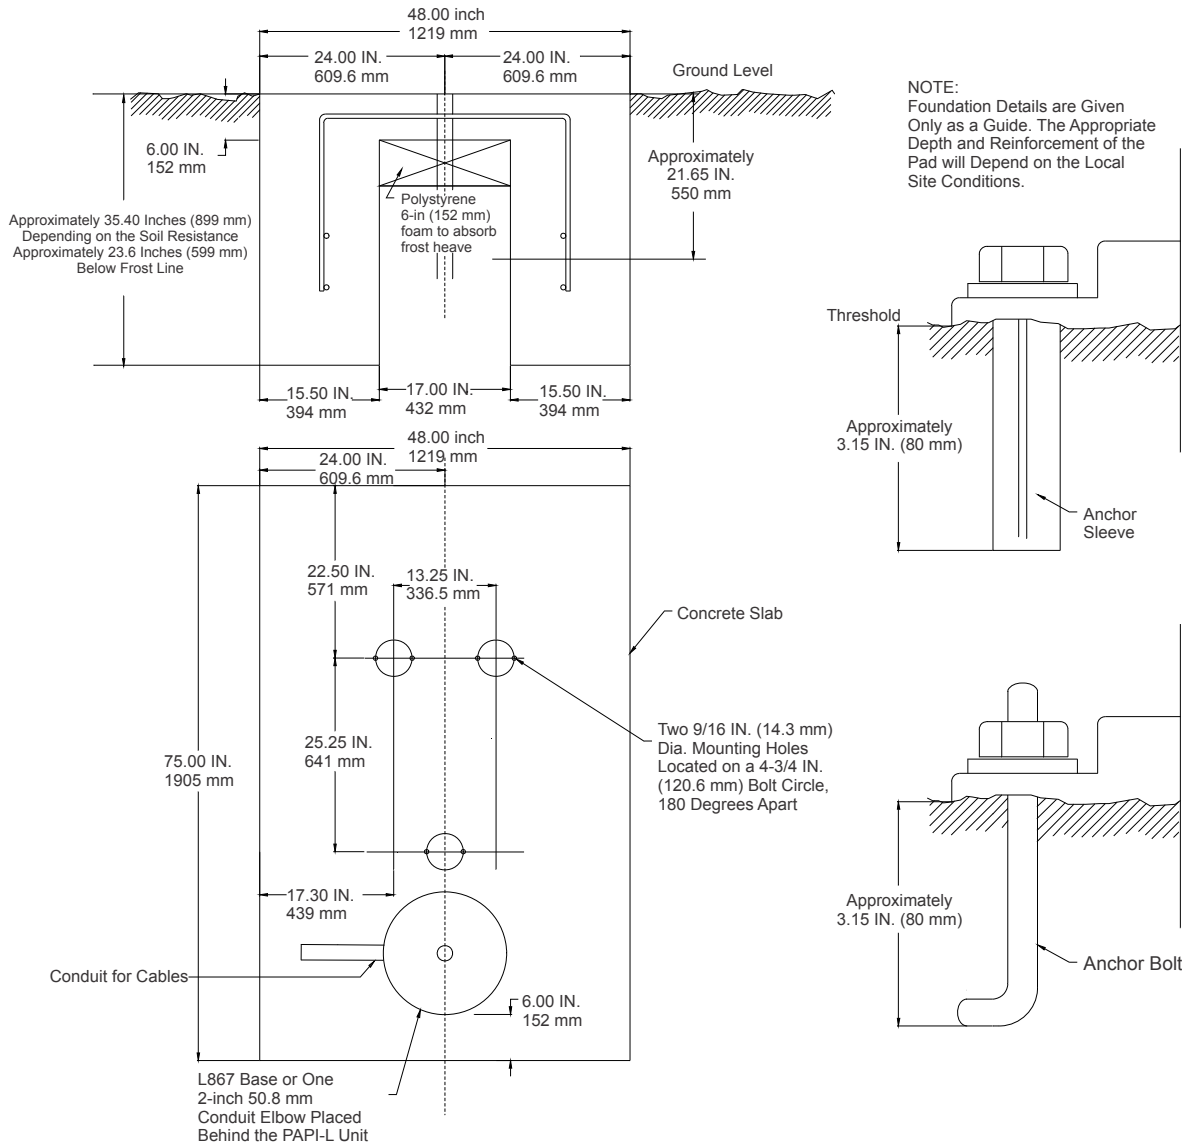 48.00 inch
1219 mm
24.00 IN.
609.6 mm
24.00 IN.
609.6 mm
Ground Level
6.00 IN.
152 mm
Approximately
21.65 IN.
550 mm
Polystyrene
6-in (152 mm)
foam to absorb
frost heave
Approximately 35.40 Inches (899 mm)
Depending on the Soil Resistance
Approximately 23.6 Inches (599 mm)
Below Frost Line
15.50 IN.
394 mm
17.00 IN.
432 mm
15.50 IN.
394 mm
NOTE:
Foundation Details are Given
Only as a Guide. The Appropriate
Depth and Reinforcement of the
Pad will Depend on the Local
Site Conditions.
Threshold
Approximately
3.15 IN. (80 mm)
Anchor
Sleeve
48.00 inch
1219 mm
24.00 IN.
609.6 mm
22.50 IN.
571 mm
13.25 IN.
336.5 mm
Concrete Slab
25.25 IN.
641 mm
75.00 IN.
1905 mm
Two 9/16 IN. (14.3 mm)
Dia. Mounting Holes
Located on a 4-3/4 IN.
(120.6 mm) Bolt Circle,
180 Degrees Apart
17.30 IN.
439 mm
Conduit for Cables
6.00 IN.
152 mm
L867 Base or One
2-inch 50.8 mm
Conduit Elbow Placed
Behind the PAPI-L Unit
Approximately
3.15 IN. (80 mm)
Anchor Bolt